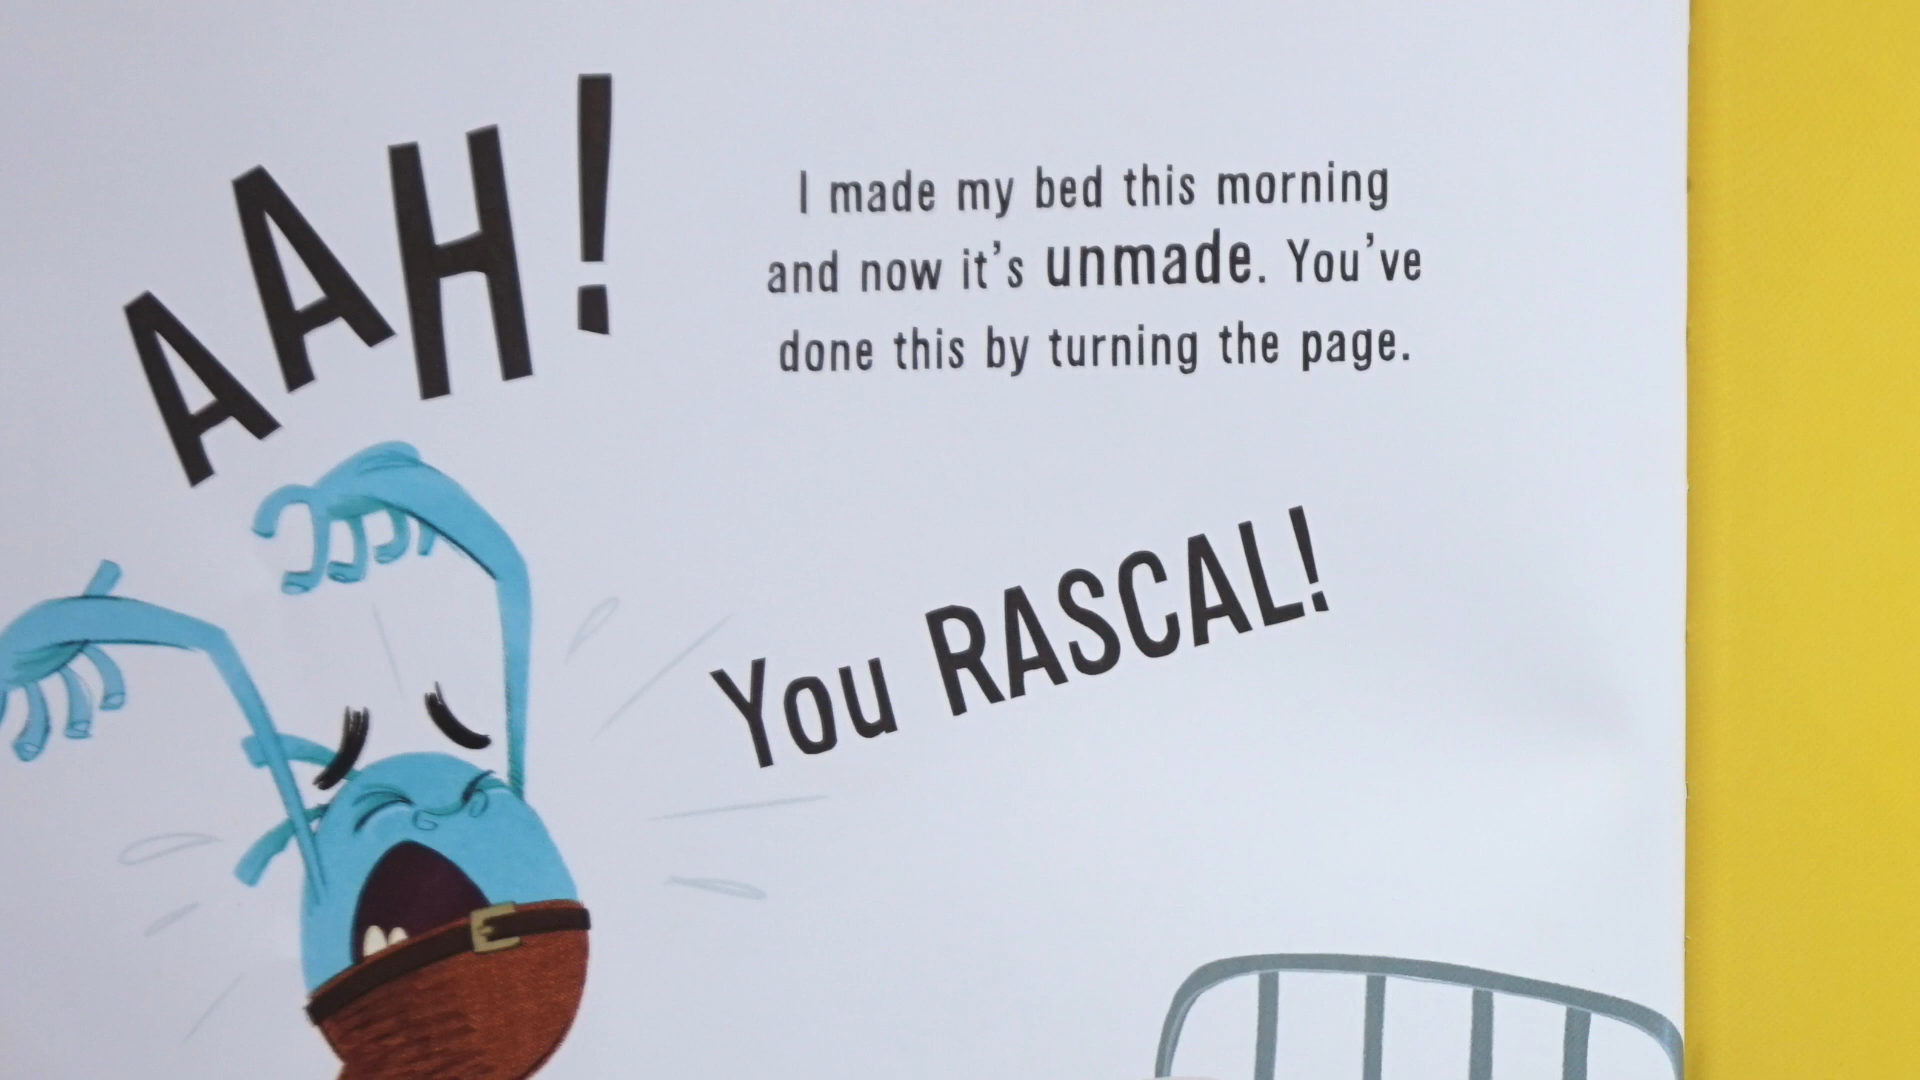 AAH!
I made my bed this morning
and now it's unmade. You've
done this by turning the page.
You RASCAL!